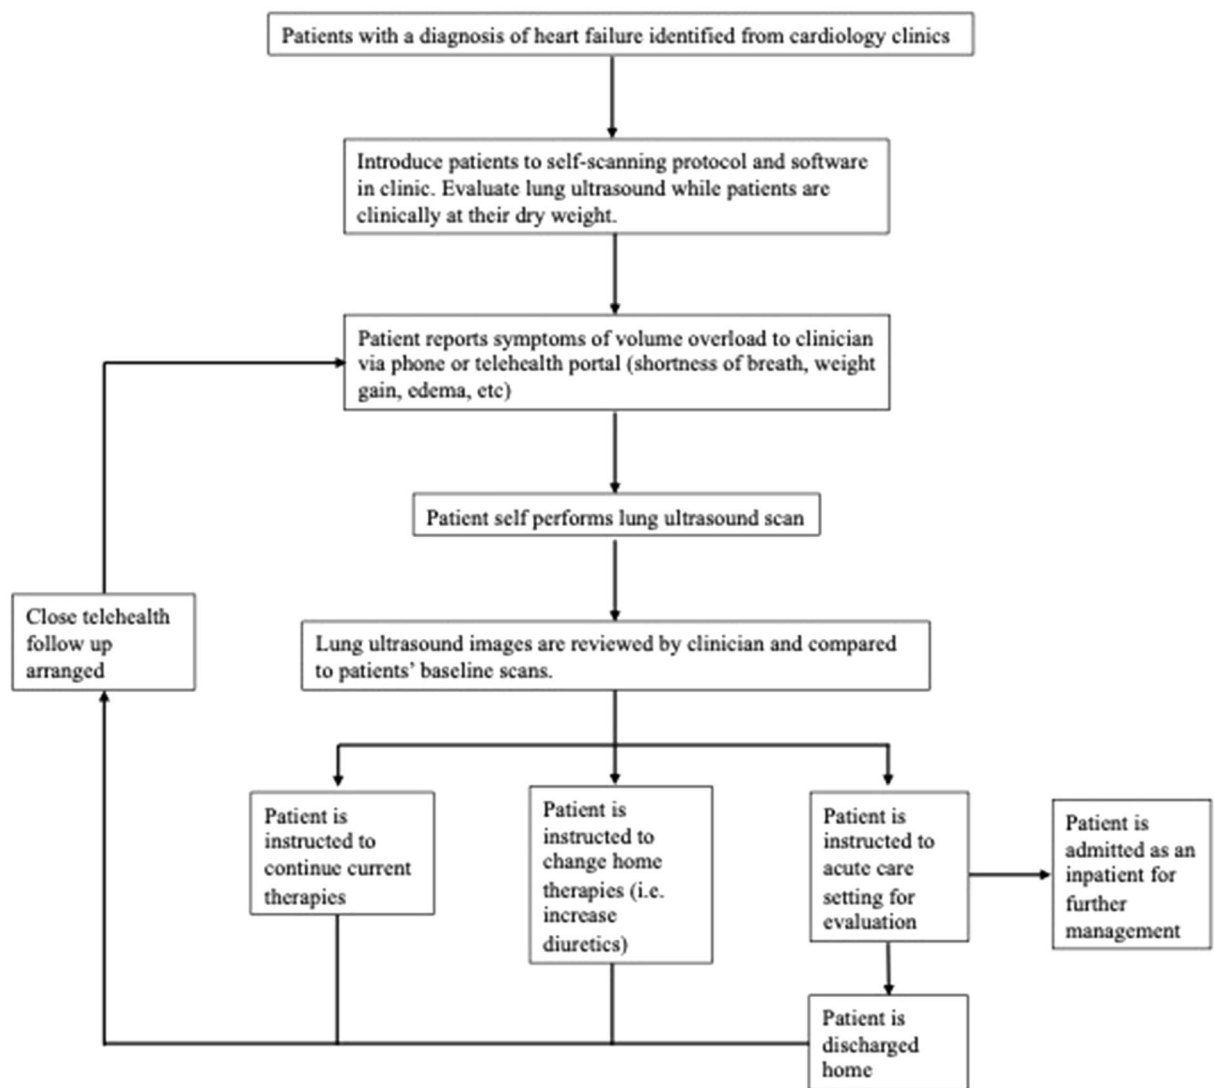 Patients with a diagnosis of heart failure identified from cardiology clinics
Introduce patients to self-scanning protocol and software
in clinic. Evaluate lung ultrasound while patients are
clinically at their dry weight.
Patient reports symptoms of volume overload to clinician
via phone or telehealth portal (shortness of breath, weight
gain, edema, etc)
Patient self performs lung ultrasound scan
Close telehealth
follow up
arranged
Lung ultrasound images are reviewed by clinician and compared
to patients’ baseline scans.
Patient is
instructed to
continue current
therapies
Patient is
instructed to
change home
therapies (i.e.
increase
diuretics)
Patient is
instructed to
acute care
setting for
evaluation
Patient is
admitted as an
inpatient for
further
management
Patient is
discharged
home